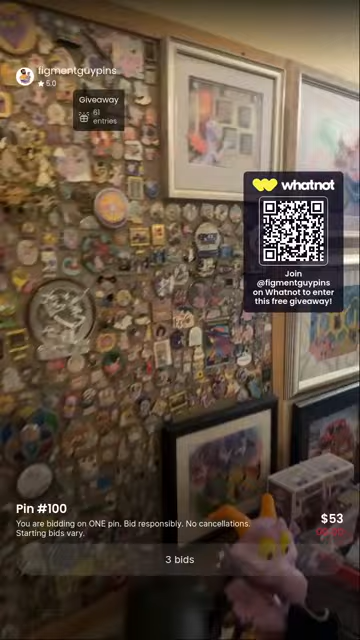 figmentguypins
5.0
Giveaway
61
entries
whatnot
Join
@figmentguypins
on Whatnot to enter
this free giveaway!
Pin #100
You are bidding on ONE pin. Bid responsibly. No cancellations.
Starting bids vary.
$53
3 bids